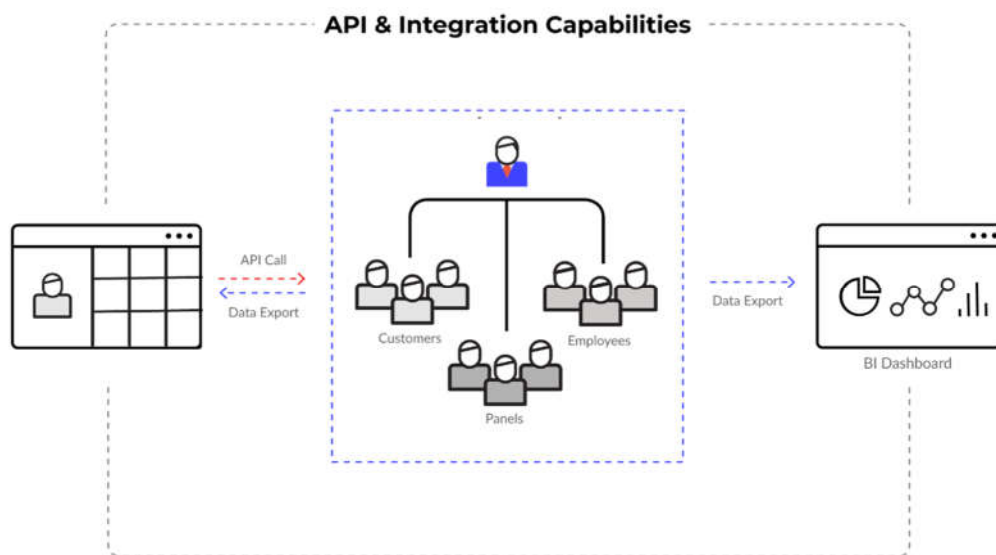 API & Integration Capabilities
API Call
Data Export
Customers
Employees
Panels
Data Export
BI Dashboard